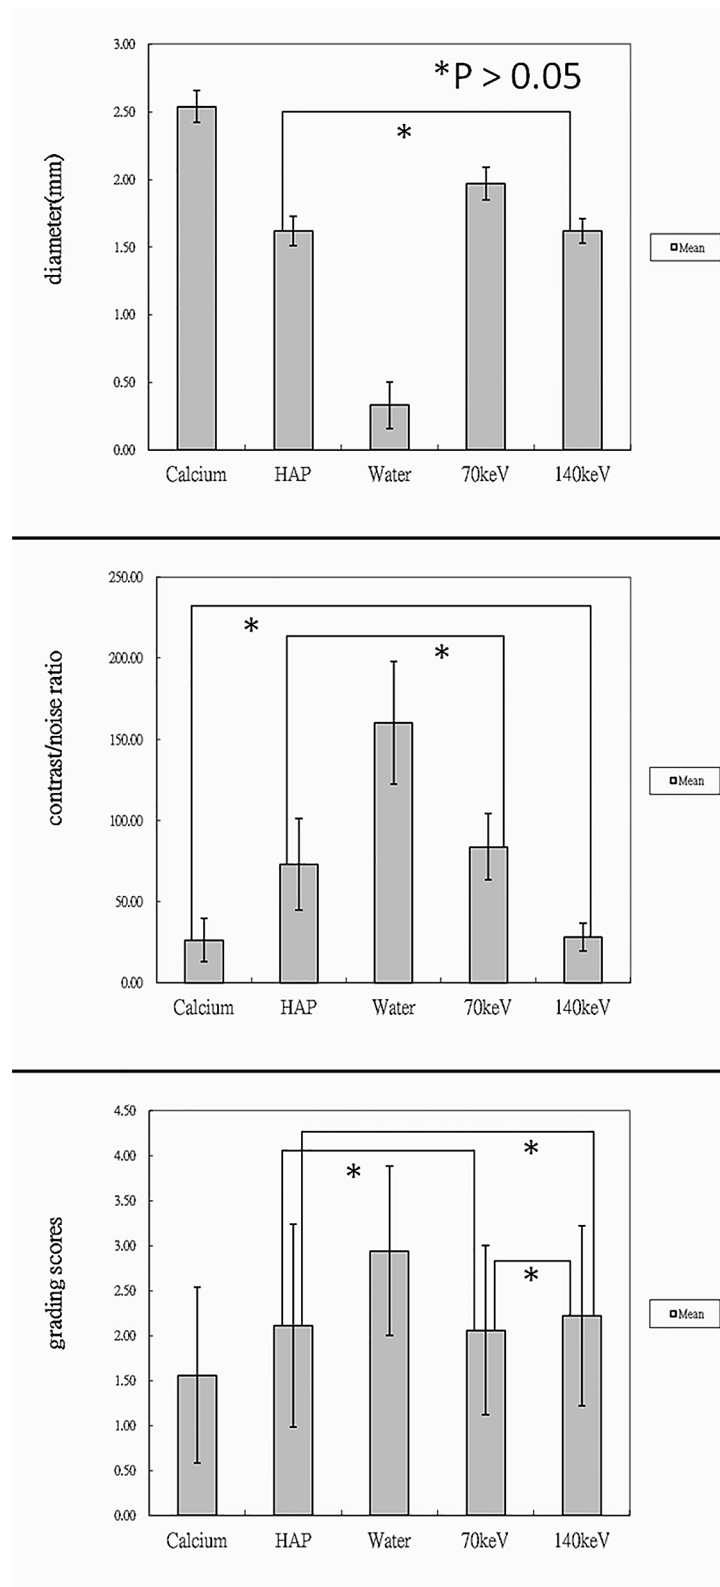 *P > 0.05
diameter(mm)
3.00
2.50
2.00
1.50
1.00
0.50
0.00
*
Mean
Calcium HAP Water 70keV 140keV
contrast/noise ratio
250.00
200.00
150.00
100.00
50.00
0.00
*
*
Mean
Calcium HAP Water 70keV 140keV
grading scores
4.50
4.00
3.50
3.00
2.50
2.00
1.50
1.00
0.50
0.00
*
*
*
Mean
Calcium HAP Water 70keV 140keV